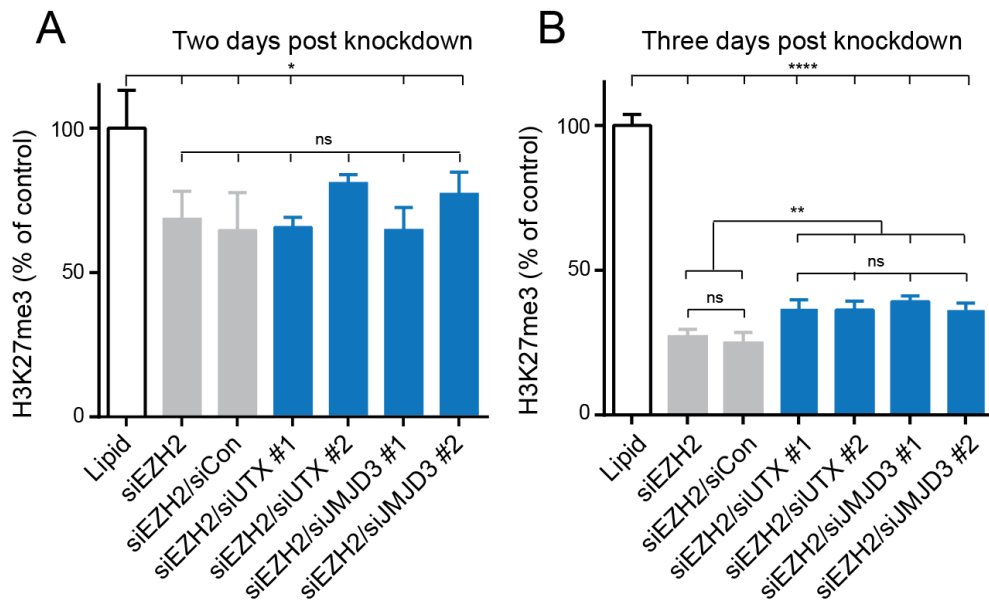 A
Two days post knockdown
*
ns
H3K27me3 (% of control)
100
50
0
Lipid
siEZH2
siEZH2/siCon
siEZH2/siUTX #1
siEZH2/siUTX #2
siEZH2/siJMJD3 #1
siEZH2/siJMJD3 #2
B
Three days post knockdown
****
**
ns
ns
H3K27me3 (% of control)
100
50
0
Lipid
siEZH2
siEZH2/siCon
siEZH2/siUTX #1
siEZH2/siUTX #2
siEZH2/siJMJD3 #1
siEZH2/siJMJD3 #2